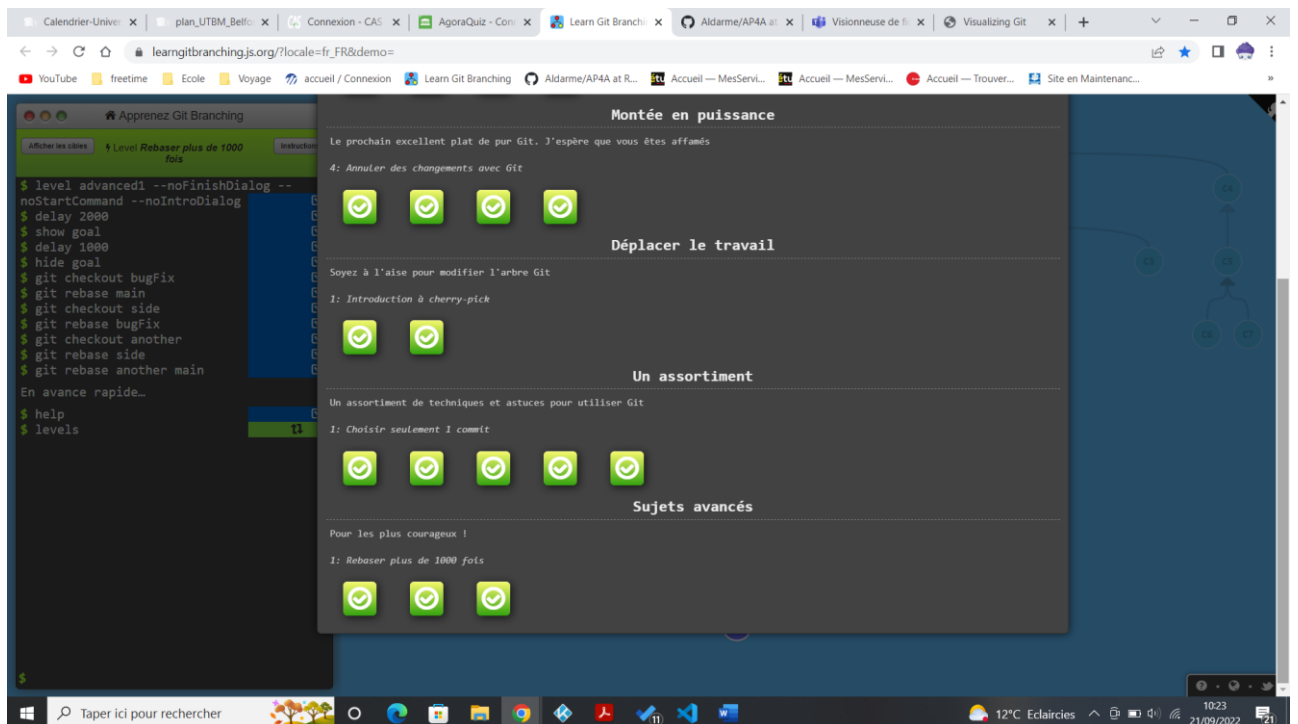 Calendrier-Univer
plan_UTBM_Belfo
Connexion - CAS
AgoraQuiz - Con
Learn Git Branchi
Aldarme/AP4A at
Visionneuse de fi
Visualizing Git
learngitbranching.js.org/?locale=fr_FR&demo=
YouTube
freetime
Ecole
Voyage
accueil / Connexion
Learn Git Branching
Aldarme/AP4A at R...
Accueil — MesServi...
Accueil — MesServi...
Accueil — Trouver...
Site en Maintenanc...
»
Apprenez Git Branching
Afficher les cibles
Level Rebaser plus de 1000
fois
Instruction
$ level advanced1 --noFinishDialog --
noStartCommand --noIntroDialog
$ delay 2000
$ show goal
$ delay 1000
$ hide goal
$ git checkout bugFix
$ git rebase main
$ git checkout side
$ git rebase bugFix
$ git checkout another
$ git rebase side
$ git rebase another main
En avance rapide…
$ help
$ levels
$
Montée en puissance
Le prochain excellent plat de pur Git. J'espère que vous êtes affamés
4: Annuler des changements avec Git
Déplacer le travail
Soyez à l'aise pour modifier l'arbre Git
1: Introduction à cherry-pick
Un assortiment
Un assortiment de techniques et astuces pour utiliser Git
1: Choisir seulement 1 commit
Sujets avancés
Pour les plus courageux !
1: Rebaser plus de 1000 fois
Taper ici pour rechercher
11
12°C Eclaircies
10:23
21/09/2022
21